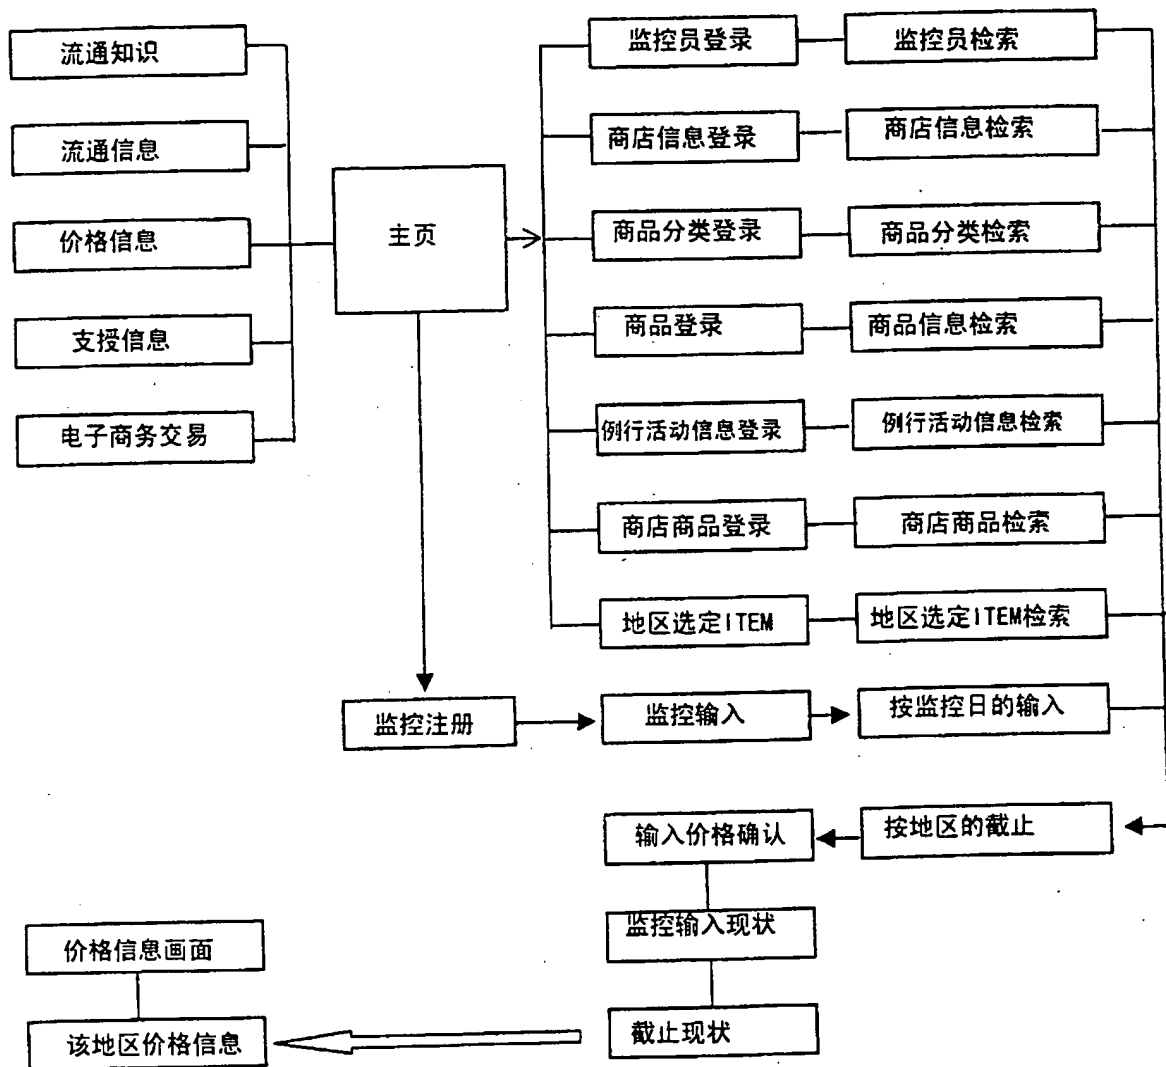 流通知识
流通信息
价格信息
支授信息
电子商务交易
主页
监控员登录
监控员检索
商店信息登录
商店信息检索
商品分类登录
商品分类检索
商品登录
商品信息检索
例行活动信息登录
例行活动信息检索
商店商品登录
商店商品检索
地区选定ITEM
地区选定ITEM检索
监控注册
监控输入
按监控日的输入
输入价格确认
按地区的截止
监控输入现状
截止现状
价格信息画面
该地区价格信息